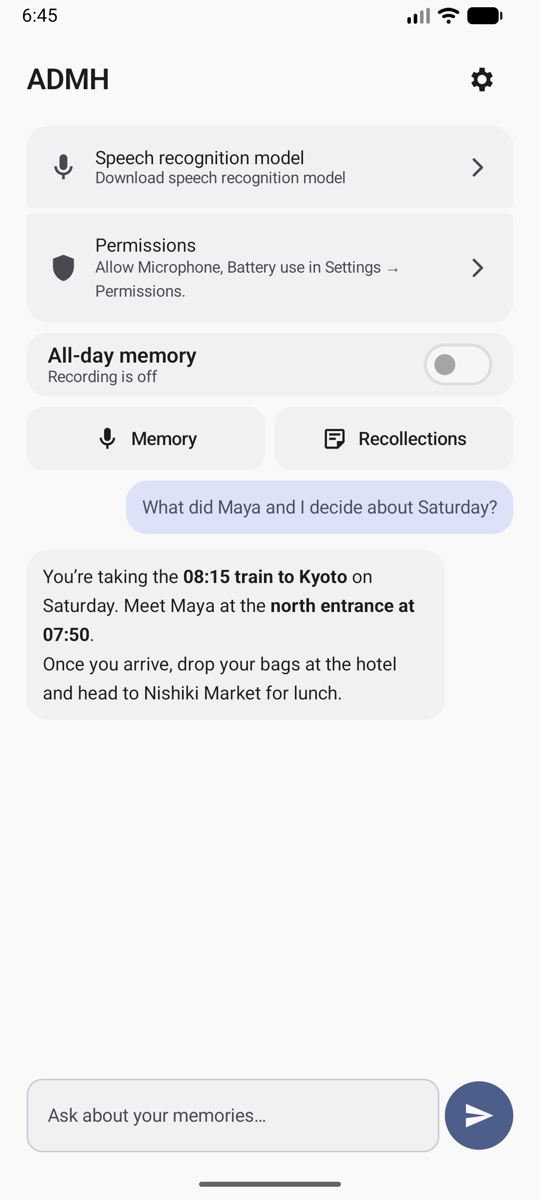 6:45
ADMH
Speech recognition model
Download speech recognition model
Permissions
Allow Microphone, Battery use in Settings →
Permissions.
All-day memory
Recording is off
Memory
Recollections
What did Maya and I decide about Saturday?
You’re taking the 08:15 train to Kyoto on
Saturday. Meet Maya at the north entrance at
07:50.
Once you arrive, drop your bags at the hotel
and head to Nishiki Market for lunch.
Ask about your memories…